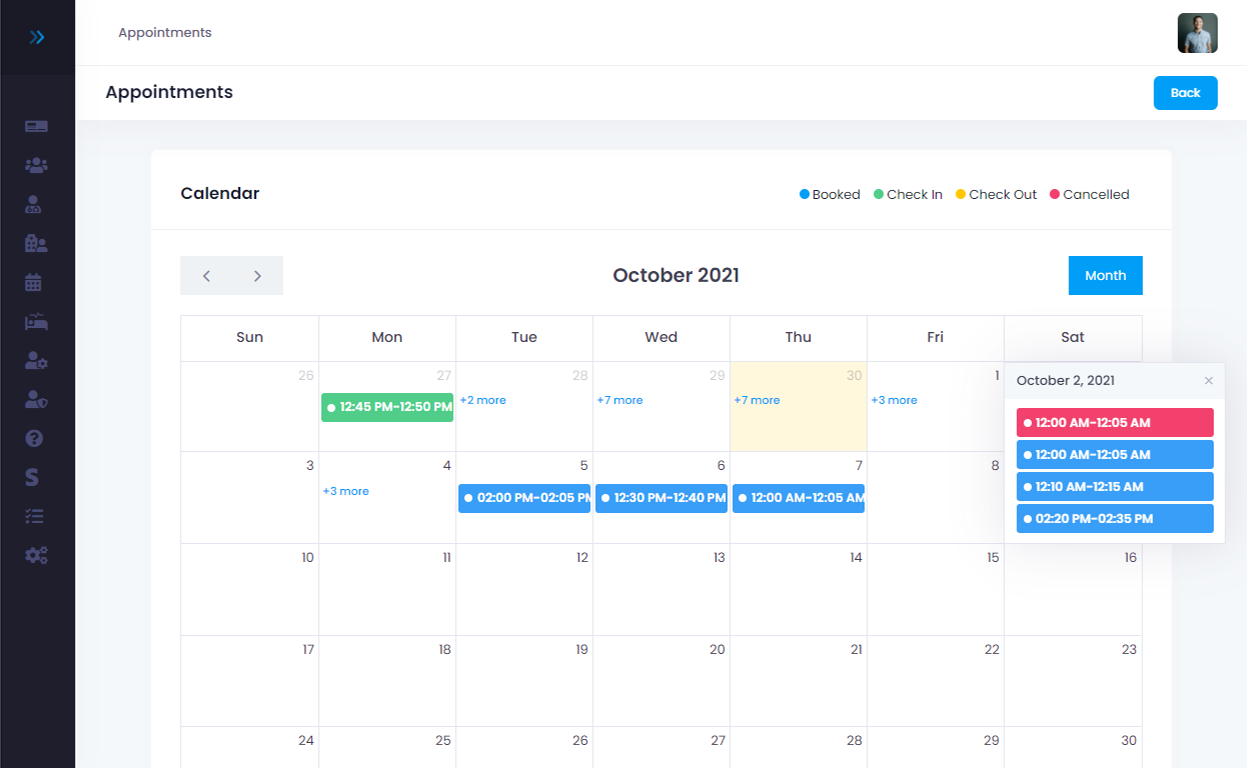 Appointments
Appointments
Back
Calendar
Booked Check In Check Out Cancelled
October 2021
Month
Sun Mon Tue Wed Thu Fri Sat
26 27 28 29 30 1
12:45 PM-12:50 PM
+2 more
+7 more
+7 more
+3 more
October 2, 2021 ×
12:00 AM-12:05 AM
12:00 AM-12:05 AM
12:10 AM-12:15 AM
02:20 PM-02:35 PM
3 4 5 6 7 8
+3 more
02:00 PM-02:05 PM
12:30 PM-12:40 PM
12:00 AM-12:05 AM
10 11 12 13 14 15 16
17 18 19 20 21 22 23
24 25 26 27 28 29 30